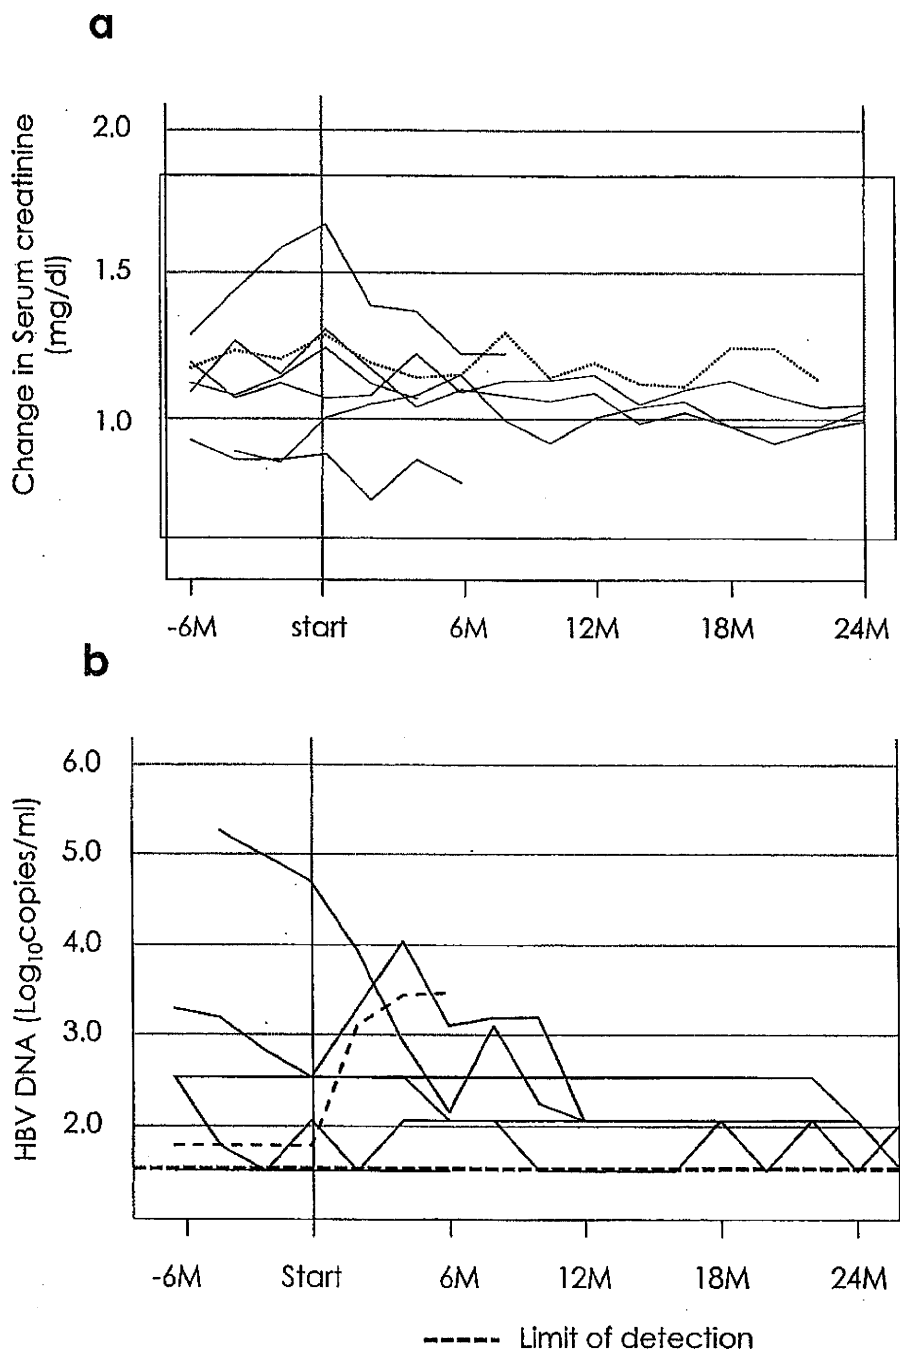 a
Change in Serum creatinine
(mg/dl)
2.0
1.5
1.0
-6M start 6M 12M 18M 24M
b
HBV DNA (Log10copies/ml)
6.0
5.0
4.0
3.0
2.0
-6M Start 6M 12M 18M 24M
Limit of detection